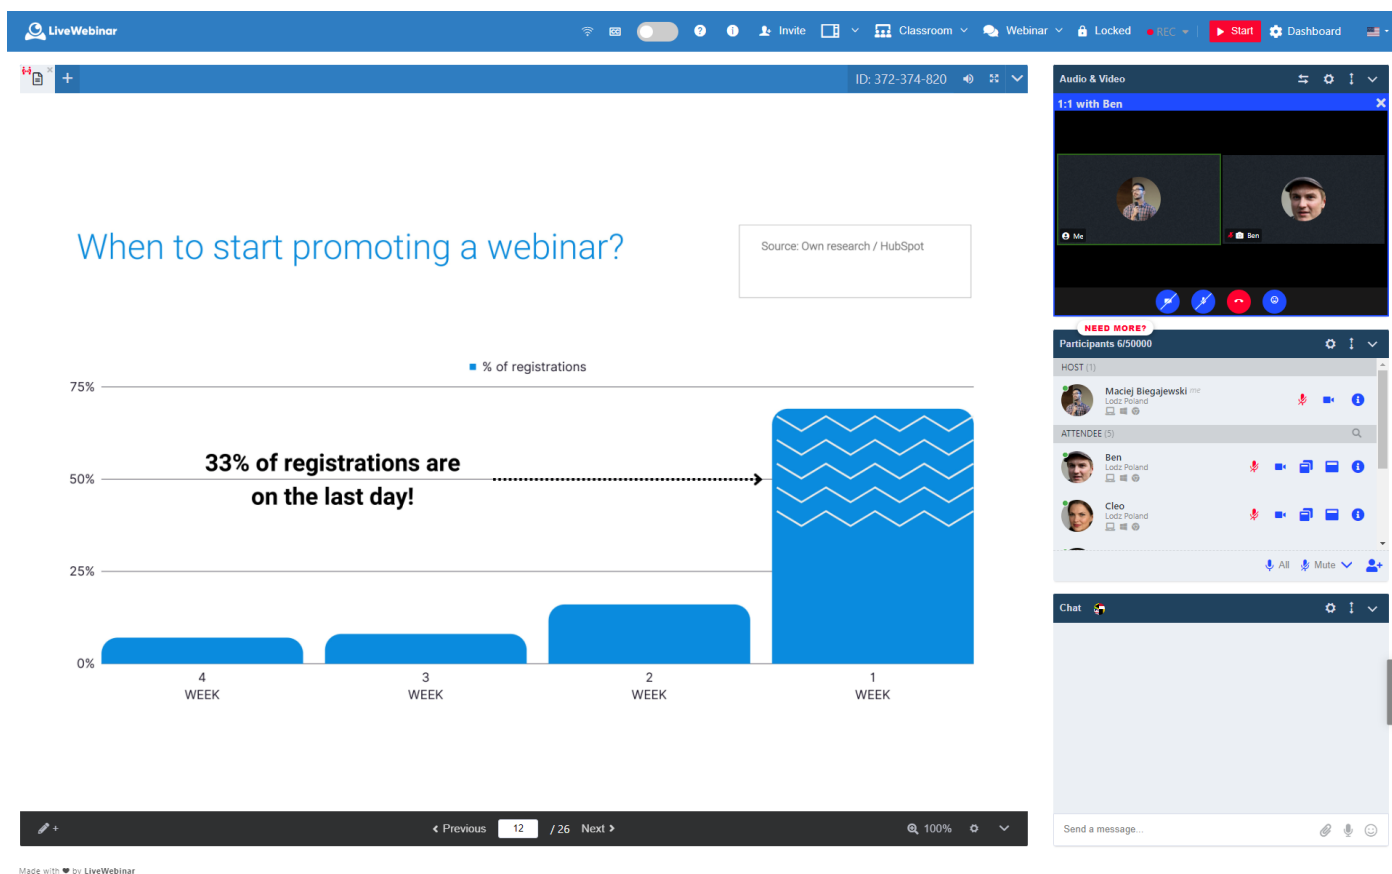 LiveWebinar
CC
Invite
Classroom
Webinar
Locked
REC
Start
Dashboard
+
ID: 372-374-820
When to start promoting a webinar?
Source: Own research / HubSpot
% of registrations
75%
50%
25%
0%
33% of registrations are
on the last day!
4
WEEK
3
WEEK
2
WEEK
1
WEEK
Previous 12 / 26 Next
100%
Made with ♥ by LiveWebinar
Audio & Video
1:1 with Ben
Me
Ben
NEED MORE?
Participants 6/50000
HOST (1)
Maciej Biegajewski me
Lodz Poland
ATTENDEE (5)
Ben
Lodz Poland
Cleo
Lodz Poland
All Mute
Chat
Send a message...